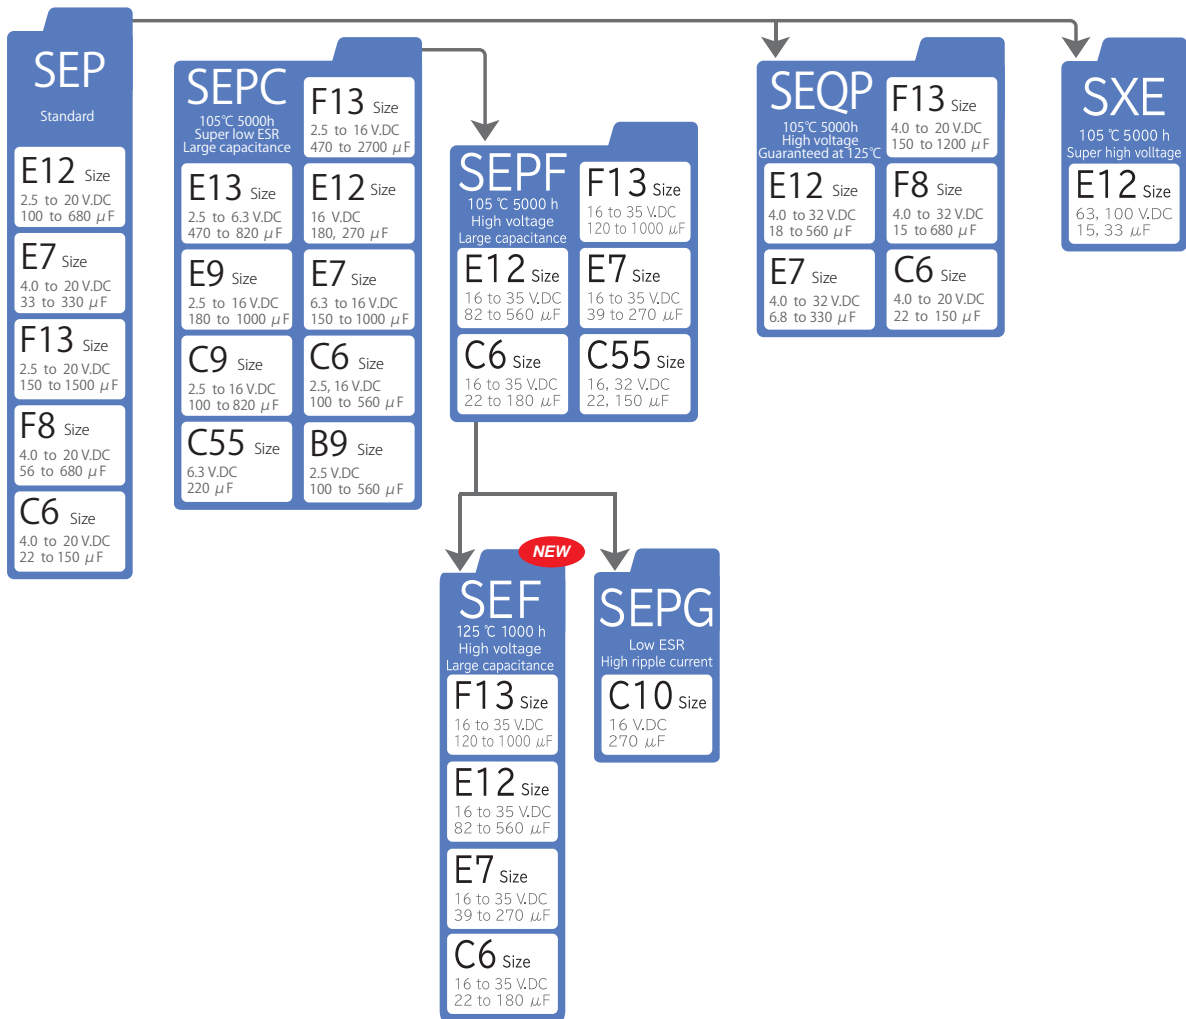 SEP
Standard
E12 Size
2.5 to 20 V.DC
100 to 680 μF
E7 Size
4.0 to 20 V.DC
33 to 330 μF
F13 Size
2.5 to 20 V.DC
150 to 1500 μF
F8 Size
4.0 to 20 V.DC
56 to 680 μF
C6 Size
4.0 to 20 V.DC
22 to 150 μF
SEPC
105℃ 5000h
Super low ESR
Large capacitance
F13 Size
2.5 to 16 V.DC
470 to 2700 μF
E13 Size
2.5 to 6.3 V.DC
470 to 820 μF
E12 Size
16 V.DC
180, 270 μF
E9 Size
2.5 to 16 V.DC
180 to 1000 μF
E7 Size
6.3 to 16 V.DC
150 to 1000 μF
C9 Size
2.5 to 16 V.DC
100 to 820 μF
C6 Size
2.5, 16 V.DC
100 to 560 μF
C55 Size
6.3 V.DC
220 μF
B9 Size
2.5 V.DC
100 to 560 μF
SEPF
105 ℃ 5000 h
High voltage
Large capacitance
F13 Size
16 to 35 V.DC
120 to 1000 μF
E12 Size
16 to 35 V.DC
82 to 560 μF
E7 Size
16 to 35 V.DC
39 to 270 μF
C6 Size
16 to 35 V.DC
22 to 180 μF
C55 Size
16, 32 V.DC
22, 150 μF
SEQP
105℃ 5000h
High voltage
Guaranteed at 125℃
F13 Size
4.0 to 20 V.DC
150 to 1200 μF
E12 Size
4.0 to 32 V.DC
18 to 560 μF
F8 Size
4.0 to 32 V.DC
15 to 680 μF
E7 Size
4.0 to 32 V.DC
6.8 to 330 μF
C6 Size
4.0 to 20 V.DC
22 to 150 μF
SXE
105 ℃ 5000 h
Super high volltage
E12 Size
63, 100 V.DC
15, 33 μF
NEW
SEF
125 ℃ 1000 h
High voltage
Large capacitance
F13 Size
16 to 35 V.DC
120 to 1000 μF
E12 Size
16 to 35 V.DC
82 to 560 μF
E7 Size
16 to 35 V.DC
39 to 270 μF
C6 Size
16 to 35 V.DC
22 to 180 μF
SEPG
Low ESR
High ripple current
C10 Size
16 V.DC
270 μF